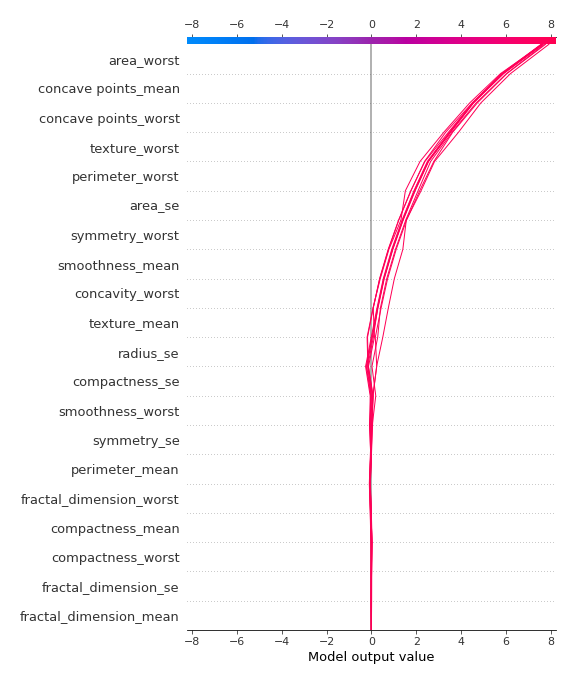 −8 −6 −4 −2 0 2 4 6 8
area_worst
concave points_mean
concave points_worst
texture_worst
perimeter_worst
area_se
symmetry_worst
smoothness_mean
concavity_worst
texture_mean
radius_se
compactness_se
smoothness_worst
symmetry_se
perimeter_mean
fractal_dimension_worst
compactness_mean
compactness_worst
fractal_dimension_se
fractal_dimension_mean
−8 −6 −4 −2 0 2 4 6 8
Model output value